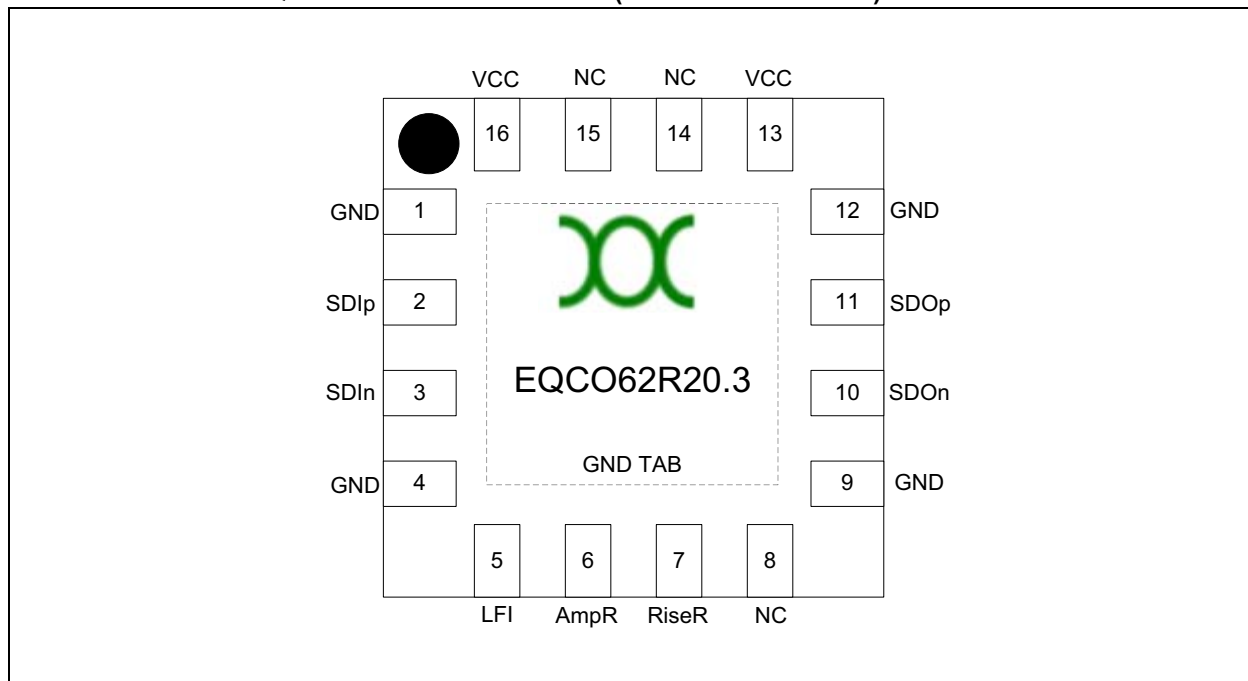 VCC NC NC VCC
16 15 14 13
GND 1 12 GND
SDIp 2 11 SDOp
SDIn 3 10 SDOn
EQCO62R20.3
GND TAB
GND 4 9 GND
5 6 7 8
LFI AmpR RiseR NC